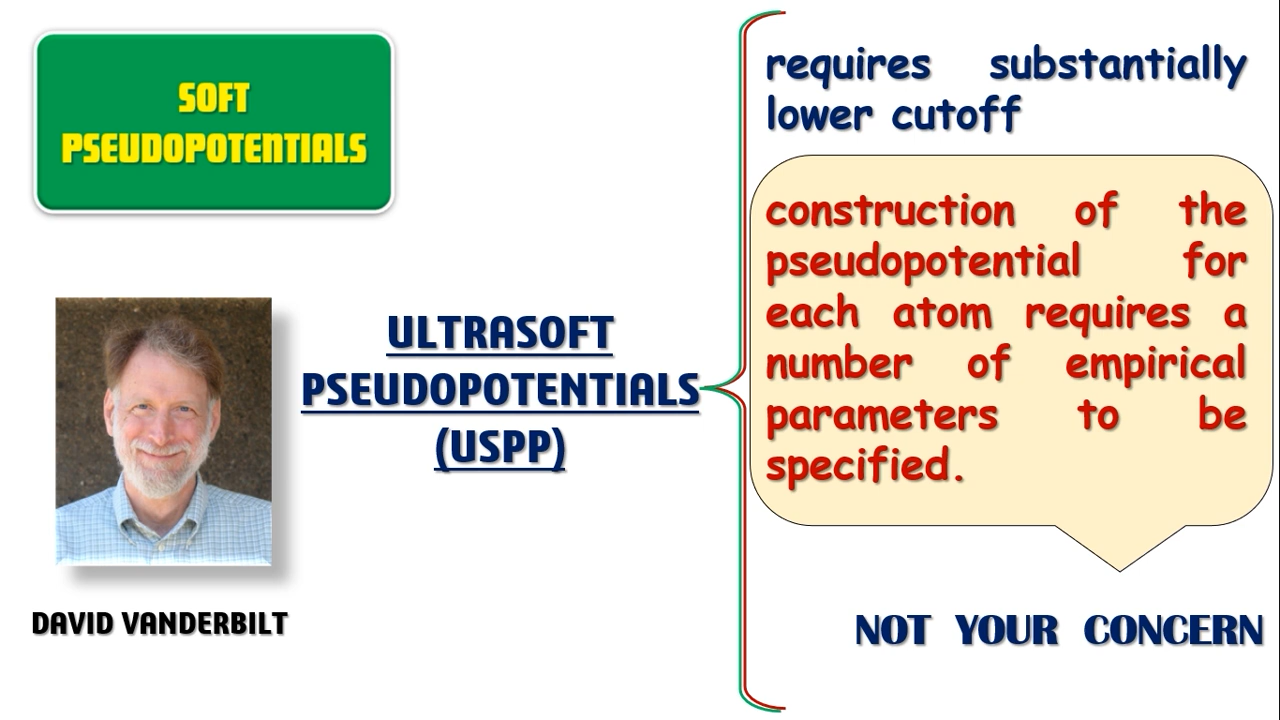 SOFT
PSEUDOPOTENTIALS
DAVID VANDERBILT
ULTRASOFT
PSEUDOPOTENTIALS
(USPP)
requires substantially
lower cutoff
construction of the
pseudopotential for
each atom requires a
number of empirical
parameters to be
specified.
NOT YOUR CONCERN